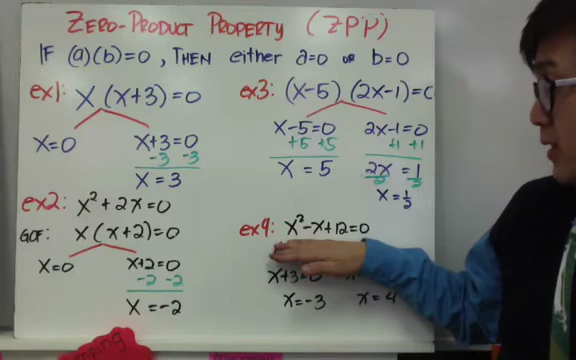 ZERO-PRODUCT PROPERTY (ZPP)
IF (a)(b)=0, THEN either a=0 OR b=0
ex1: X (X+3)=0
X=0 X+3=0
-3 -3
X = 3
ex2: X² + 2X=0
GCF: X (X+2)=0
X=0 X+2=0
-2 -2
X = -2
ex3: (X-5) (2X-1)=0
X-5=0 2X-1=0
+5 +5 +1 +1
X = 5 2X = 1
2 2
X = 1/2
ex4: X²-X+12=0
X+3=0
X=-3 X=4